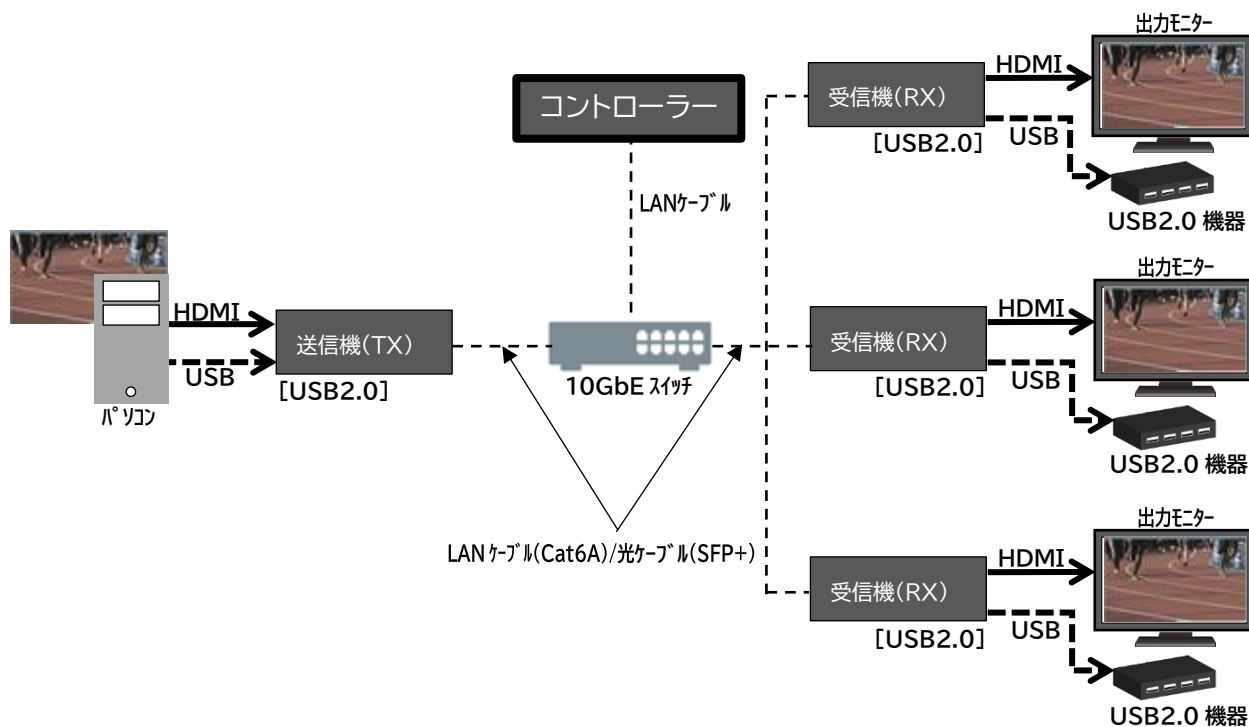 出力ﾓﾆﾀｰ
HDMI
受信機(RX)
コントローラー
[USB2.0]
USB
LANｹｰﾌﾞﾙ
USB2.0 機器
出力ﾓﾆﾀｰ
HDMI
HDMI
送信機(TX)
受信機(RX)
USB
[USB2.0]
10GbE ｽｲｯﾁ
[USB2.0]
USB
ﾊﾟｿｺﾝ
USB2.0 機器
出力ﾓﾆﾀｰ
LAN ｹｰﾌﾞﾙ(Cat6A)/光ｹｰﾌﾞﾙ(SFP+)
HDMI
受信機(RX)
[USB2.0]
USB
USB2.0 機器